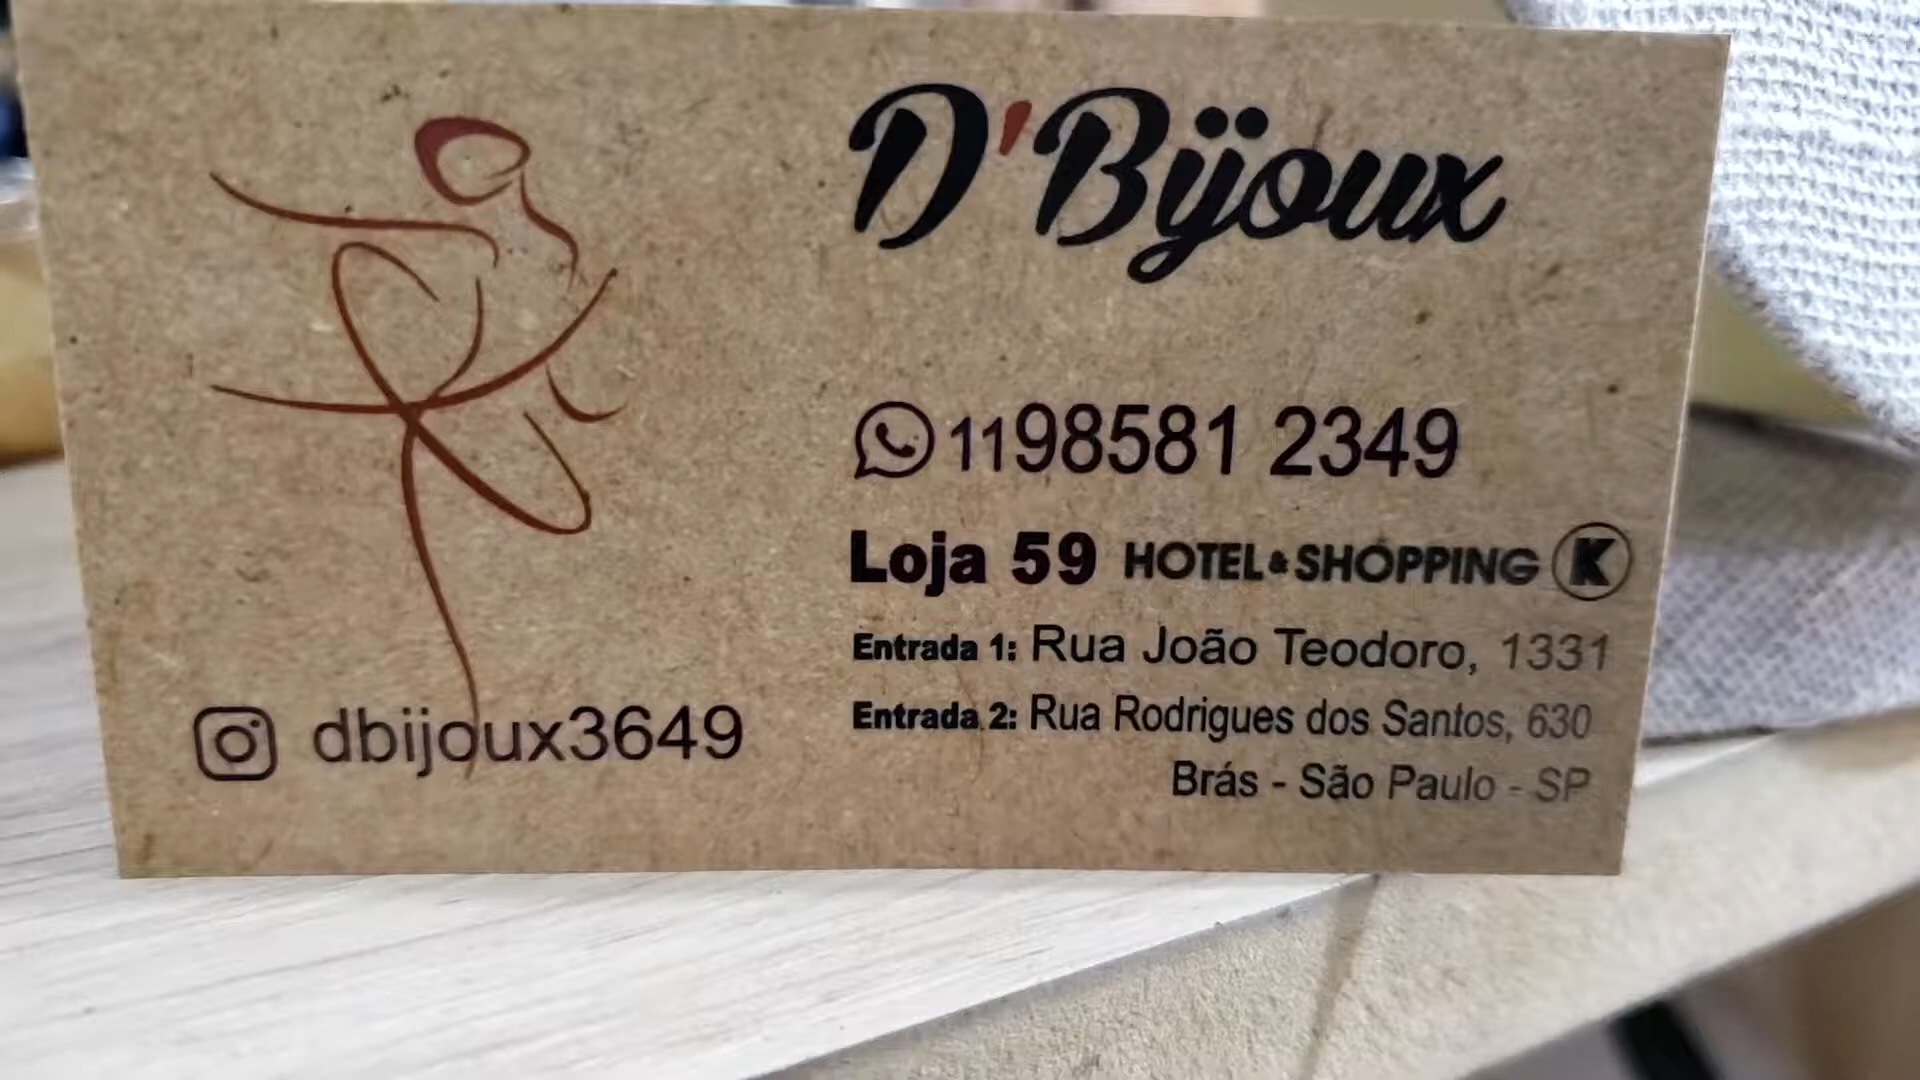 D'Bijoux
11 98581 2349
Loja 59 HOTEL & SHOPPING K
Entrada 1: Rua João Teodoro, 1331
Entrada 2: Rua Rodrigues dos Santos, 630
Brás - São Paulo - SP
dbijoux3649